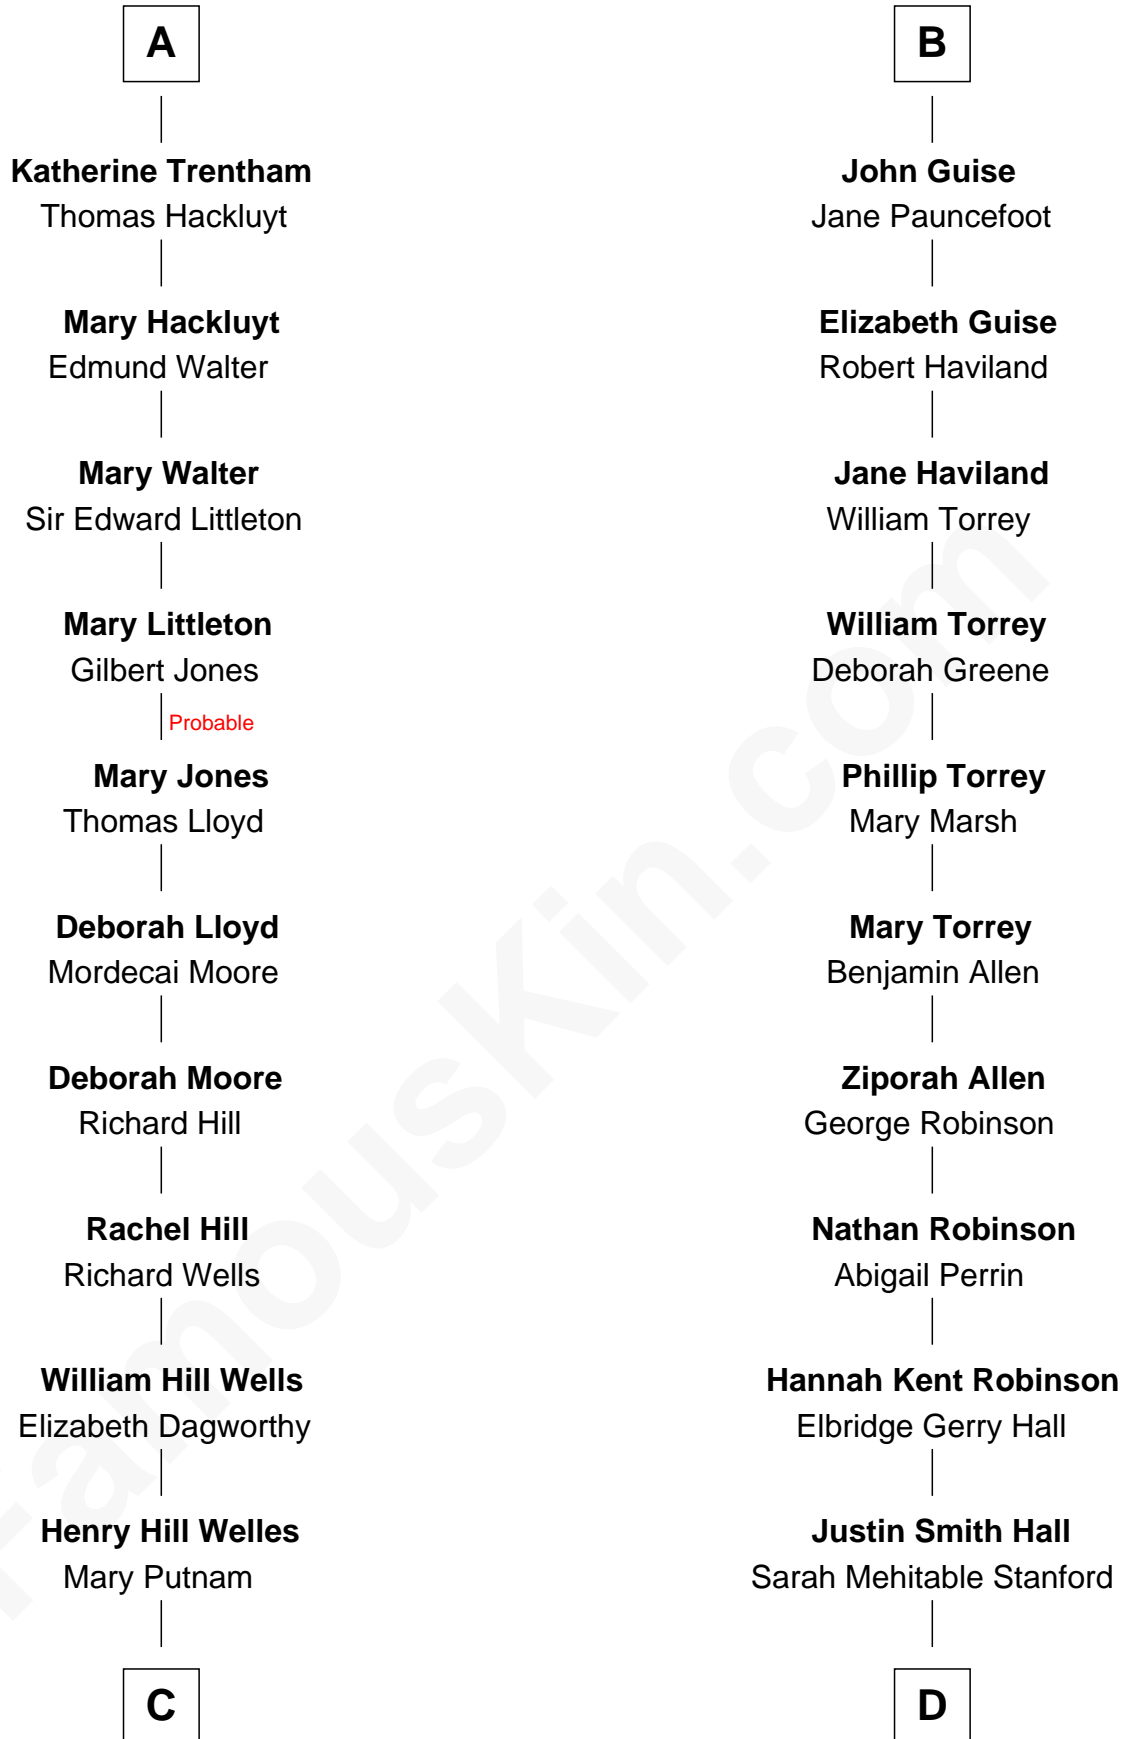 A
Katherine Trentham
Thomas Hackluyt
Mary Hackluyt
Edmund Walter
Mary Walter
Sir Edward Littleton
Mary Littleton
Gilbert Jones
Probable
Mary Jones
Thomas Lloyd
Deborah Lloyd
Mordecai Moore
Deborah Moore
Richard Hill
Rachel Hill
Richard Wells
William Hill Wells
Elizabeth Dagworthy
Henry Hill Welles
Mary Putnam
C
B
John Guise
Jane Pauncefoot
Elizabeth Guise
Robert Haviland
Jane Haviland
William Torrey
William Torrey
Deborah Greene
Phillip Torrey
Mary Marsh
Mary Torrey
Benjamin Allen
Ziporah Allen
George Robinson
Nathan Robinson
Abigail Perrin
Hannah Kent Robinson
Elbridge Gerry Hall
Justin Smith Hall
Sarah Mehitable Stanford
D
FamousKin.com